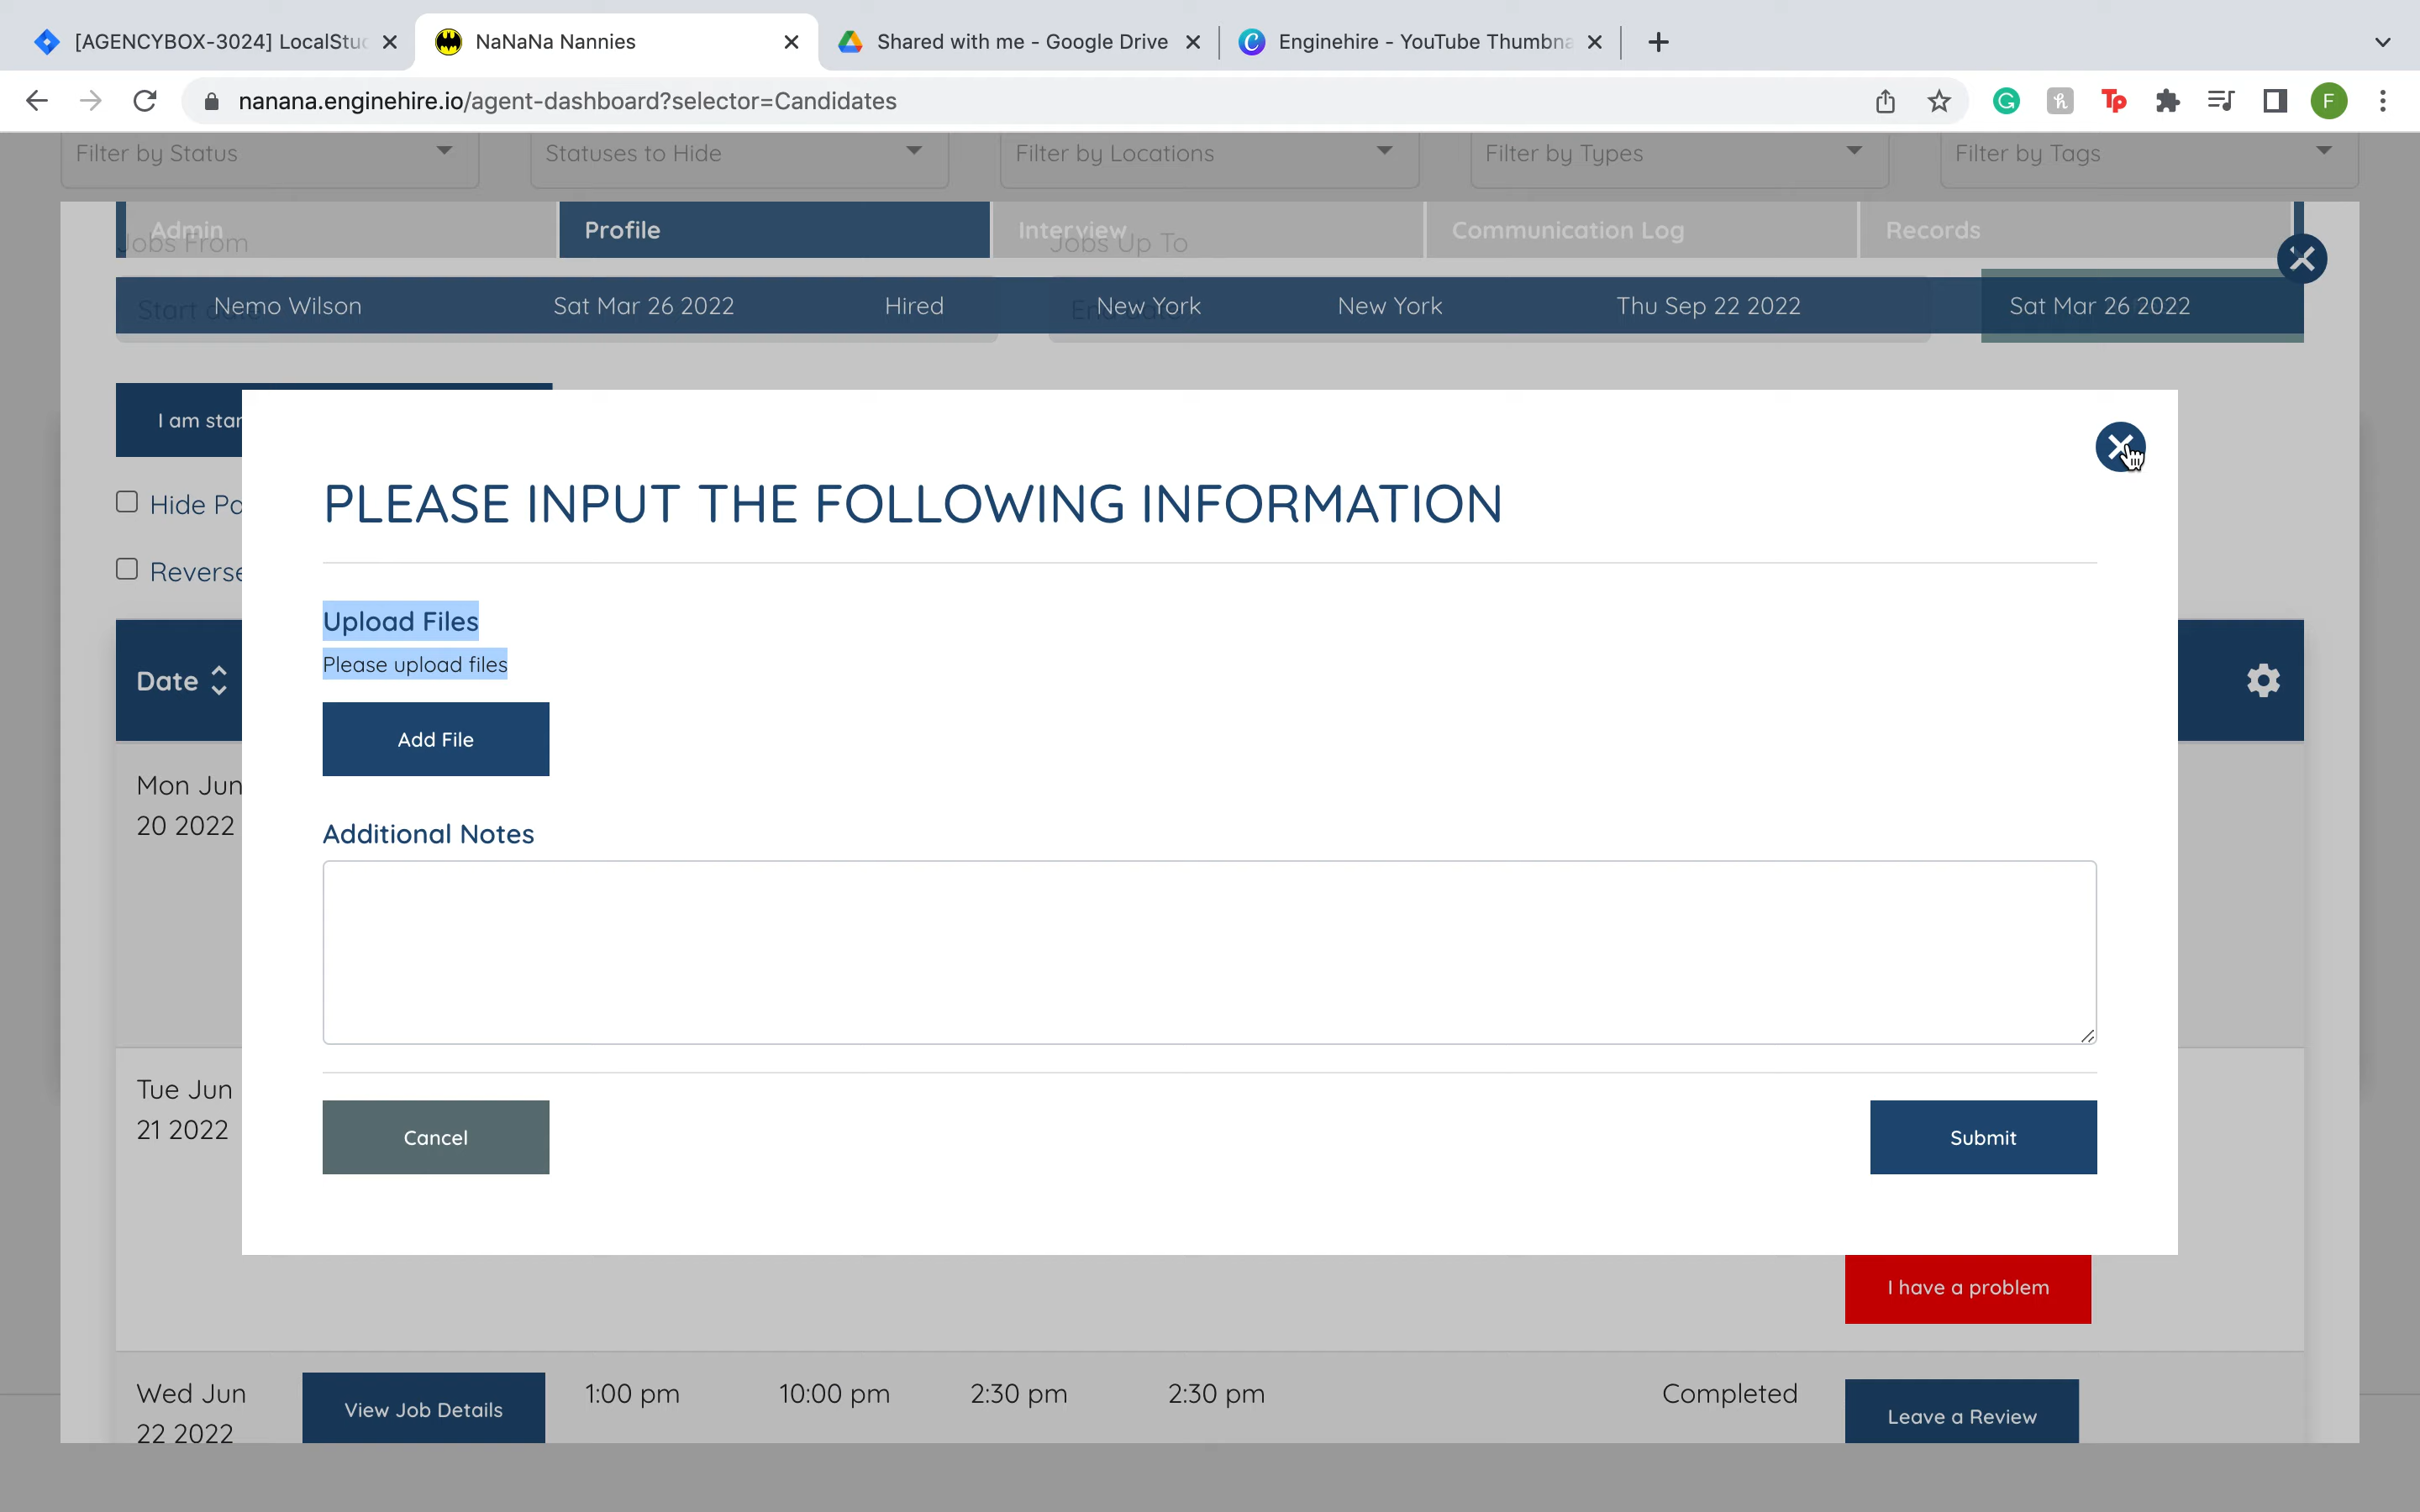 [AGENCYBOX-3024] LocalStu
NaNaNa Nannies
Shared with me - Google Drive
Enginehire - YouTube Thumbna
nanana.enginehire.io/agent-dashboard?selector=Candidates
F
Filter by Status
Statuses to Hide
Filter by Locations
Filter by Types
Filter by Tags
Admin
Profile
Interview
Communication Log
Records
Jobs From
Jobs Up To
Nemo Wilson
Sat Mar 26 2022
Hired
New York
New York
Thu Sep 22 2022
Sat Mar 26 2022
Start
I am star
PLEASE INPUT THE FOLLOWING INFORMATION
Hide Pa
Reverse
Upload Files
Please upload files
Date
Add File
Mon Jun
20 2022
Additional Notes
Tue Jun
21 2022
Cancel
Submit
I have a problem
Wed Jun
22 2022
View Job Details
1:00 pm
10:00 pm
2:30 pm
2:30 pm
Completed
Leave a Review